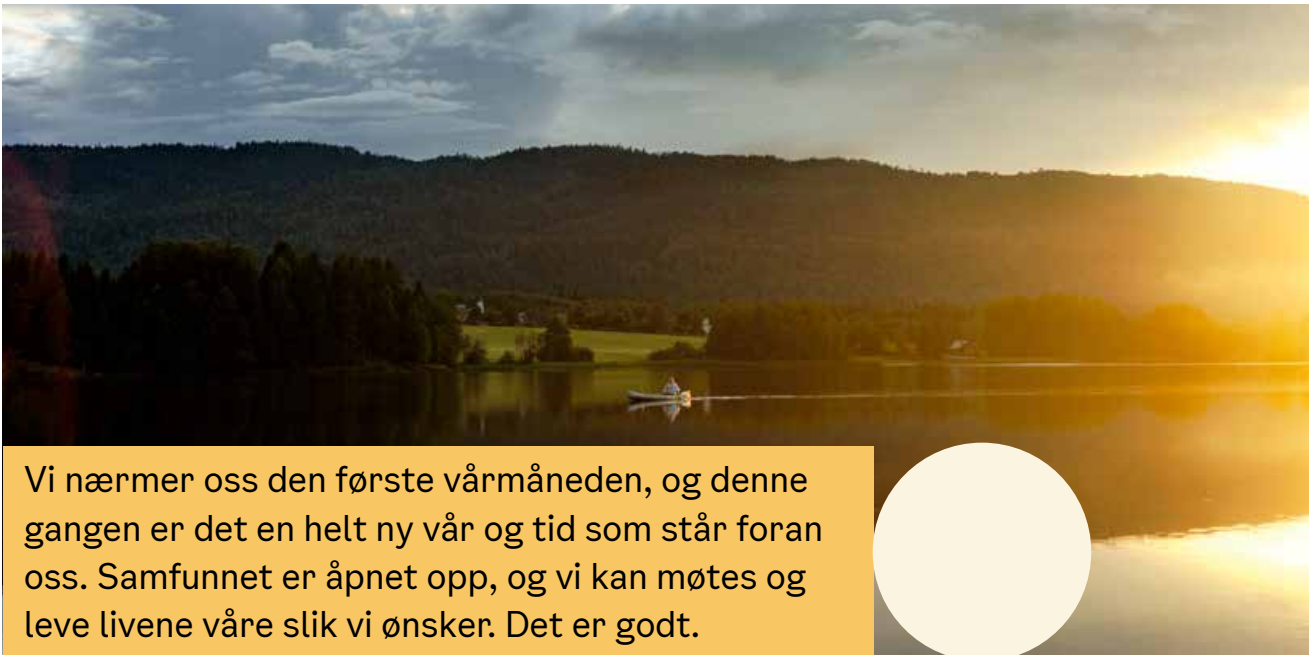 Vi nærmer oss den første vårmåneden, og denne
gangen er det en helt ny vår og tid som står foran
oss. Samfunnet er åpnet opp, og vi kan møtes og
leve livene våre slik vi ønsker. Det er godt.